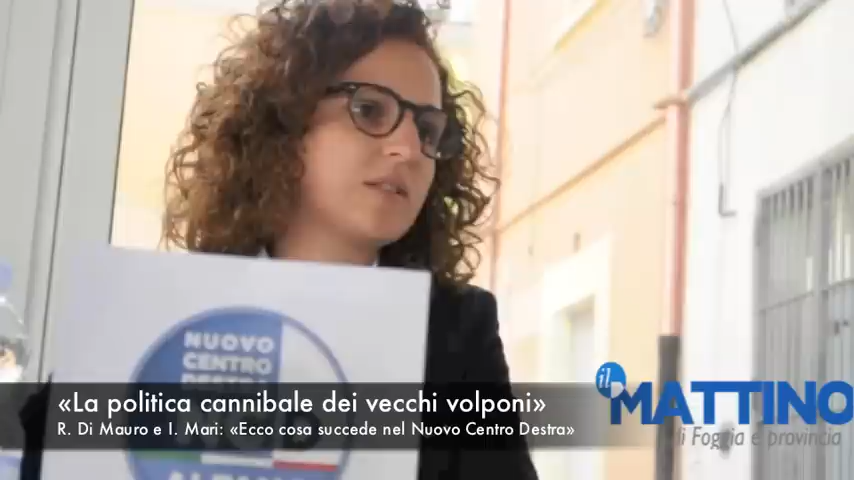 NUOVO
CENTRO
DESTRA
«La politica cannibale dei vecchi volponi»
R. Di Mauro e I. Mari: «Ecco cosa succede nel Nuovo Centro Destra»
il MATTINO
di Foggia e provincia